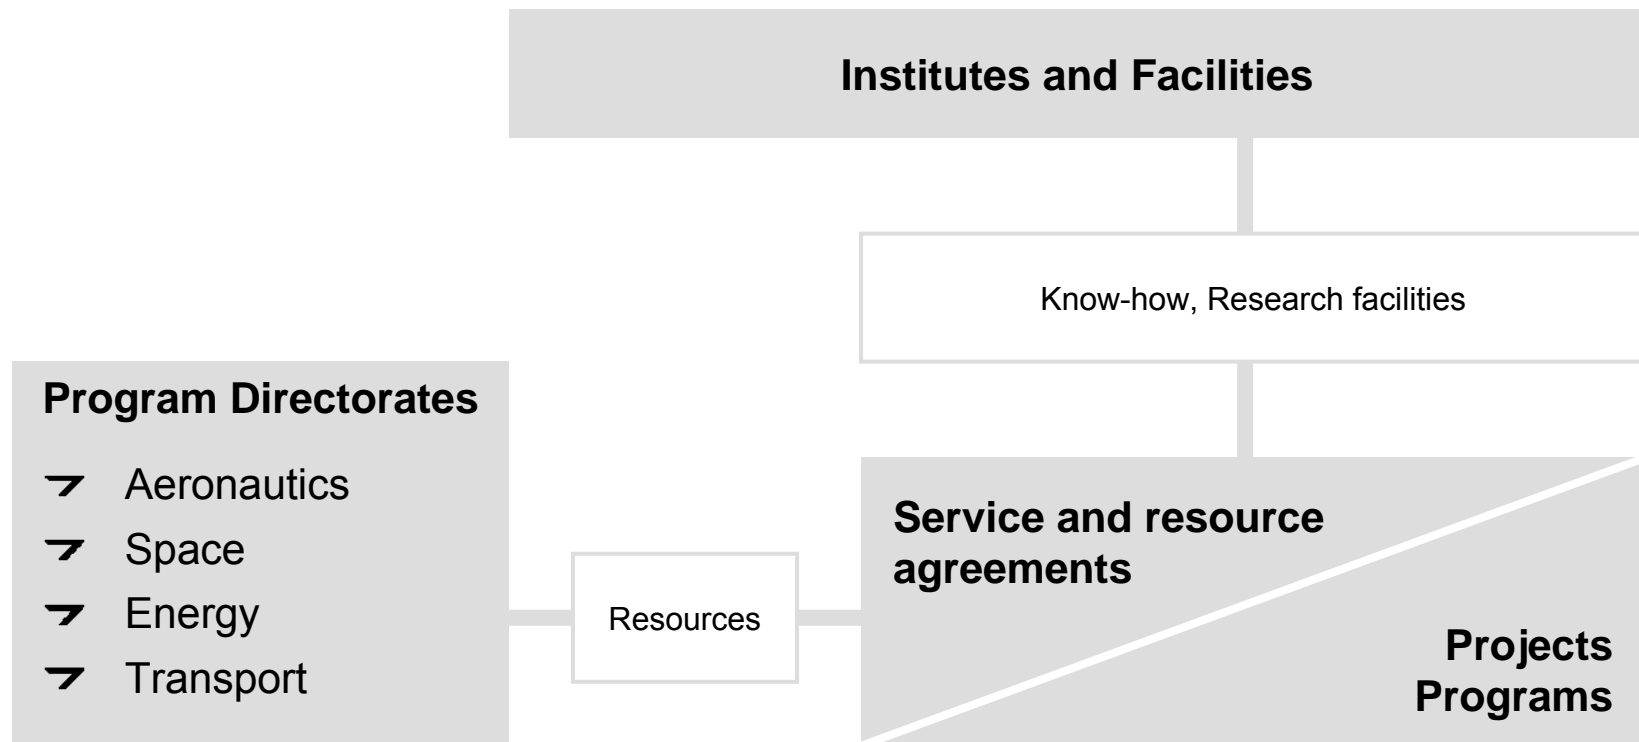 Institutes and Facilities
Know-how, Research facilities
Program Directorates
Aeronautics
Space
Energy
Transport
Resources
Service and resource
agreements
Projects
Programs